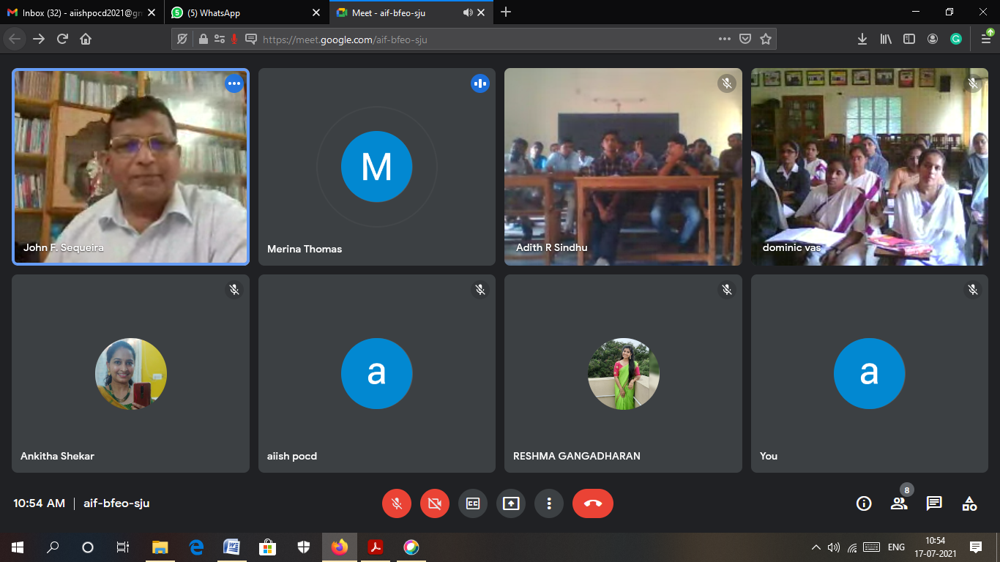 Inbox (32) - aiishpocd2021@gm
(5) WhatsApp
Meet - aif-bfeo-sju
https://meet.google.com/aif-bfeo-sju
John F. Sequeira
M
Merina Thomas
Adith R Sindhu
dominic vas
Ankitha Shekar
a
aiish pocd
RESHMA GANGADHARAN
a
You
10:54 AM | aif-bfeo-sju
CC
8
ENG
10:54
17-07-2021